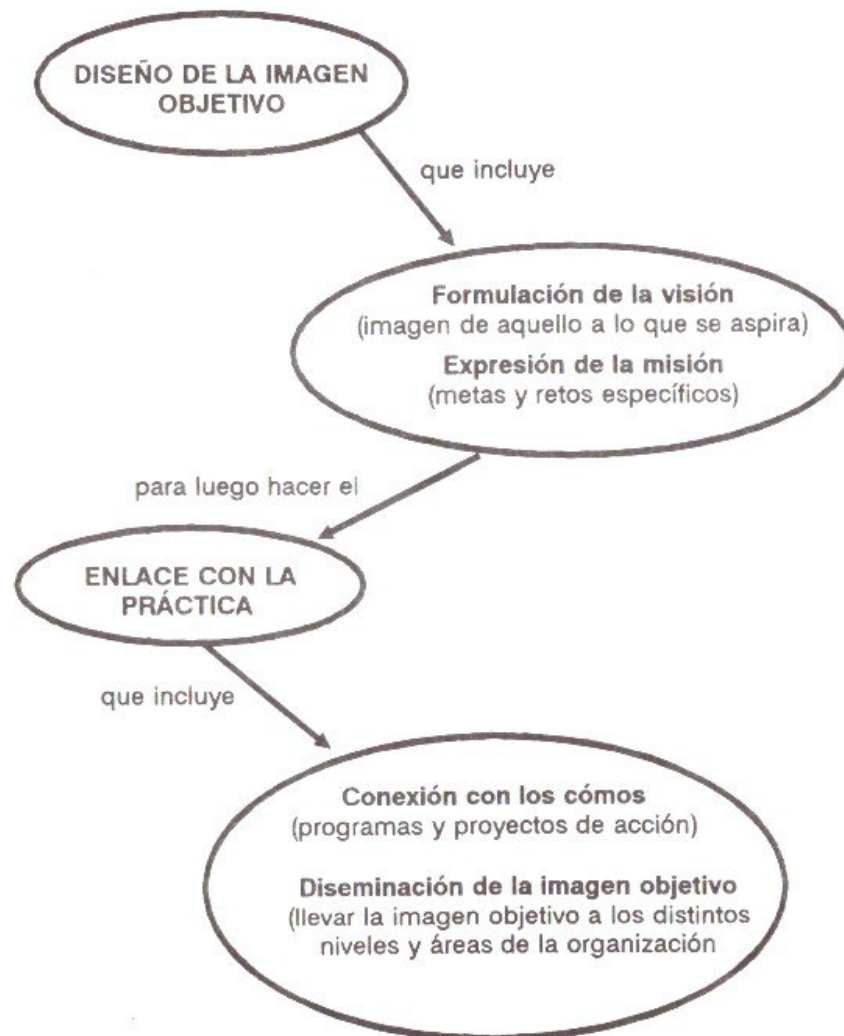 DISEÑO DE LA IMAGEN
OBJETIVO
que incluye
Formulación de la visión
(imagen de aquello a lo que se aspira)
Expresión de la misión
(metas y retos específicos)
para luego hacer el
ENLACE CON LA
PRÁCTICA
que incluye
Conexión con los cómos
(programas y proyectos de acción)
Diseminación de la imagen objetivo
(llevar la imagen objetivo a los distintos
niveles y áreas de la organización